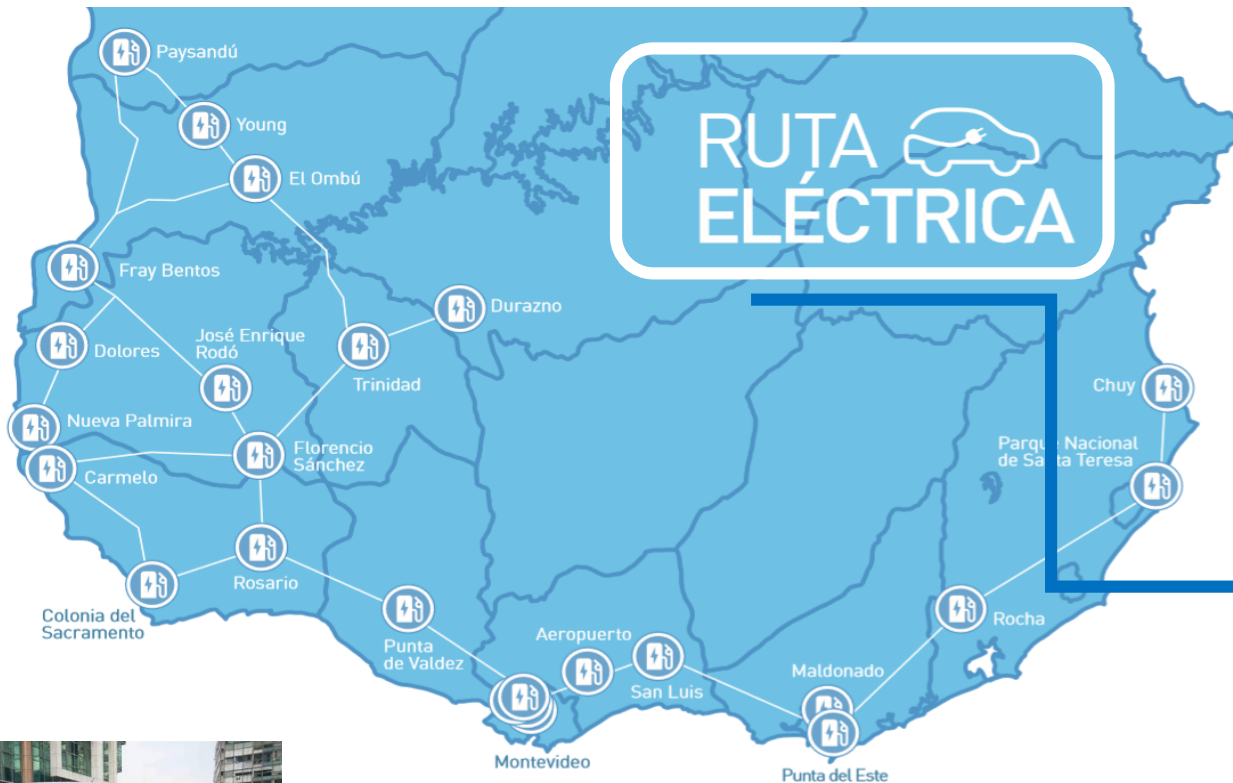 Paysandú
Young
El Ombú
RUTA
ELÉCTRICA
Fray Bentos
Durazno
José Enrique
Rodó
Dolores
Trinidad
Chuy
Nueva Palmira
Florencio
Sánchez
Parque Nacional
de Santa Teresa
Carmelo
Rosario
Colonia del
Sacramento
Punta
de Valdez
Aeropuerto
San Luis
Rocha
Maldonado
Montevideo
Punta del Este